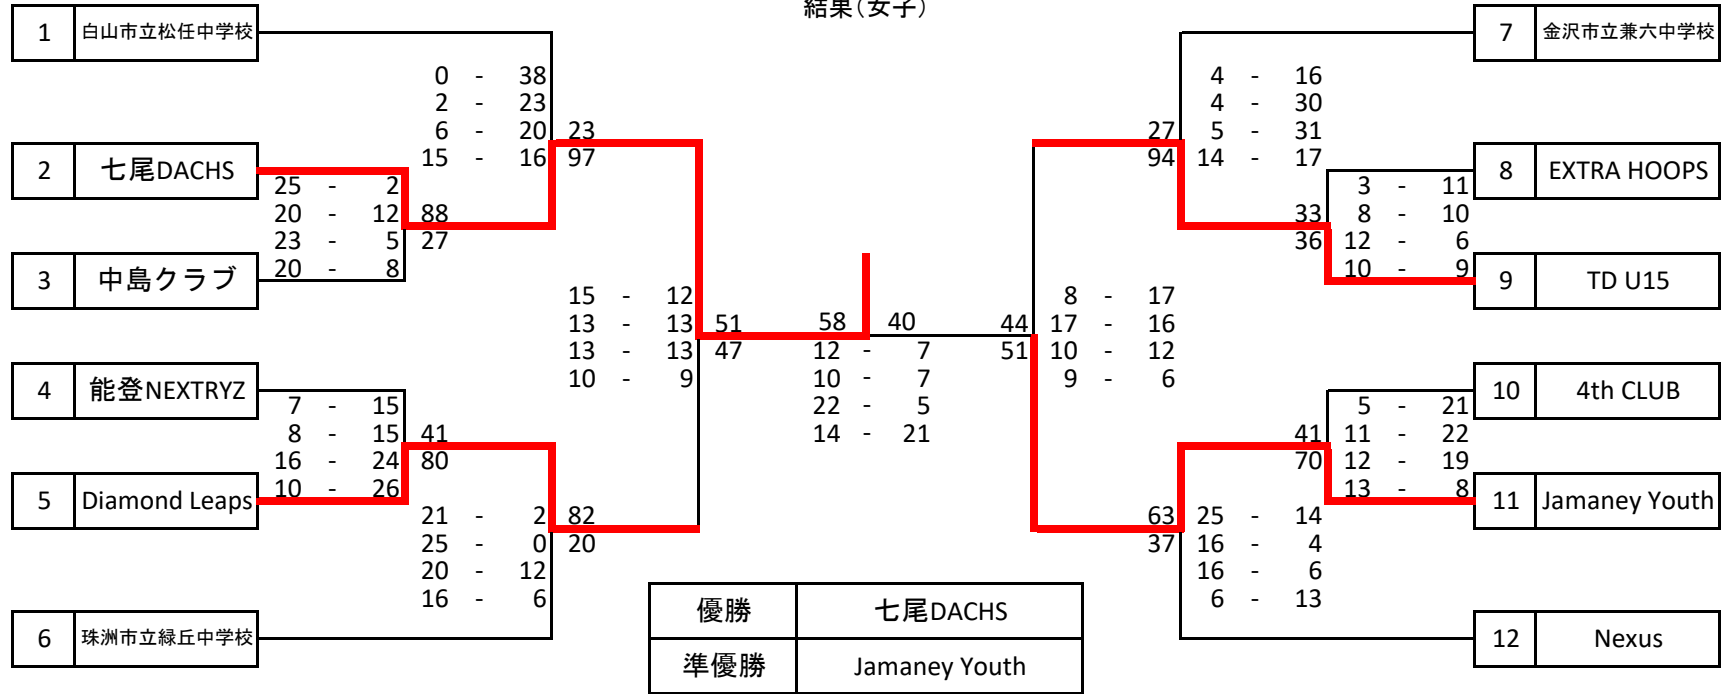 結果（女子）
1 白山市立松任中学校
0 - 38
2 - 23
6 - 20 23
15 - 16 97
2 七尾DACHS
25 - 2
20 - 12 88
23 - 5 27
20 - 8
3 中島クラブ
15 - 12
13 - 13 51
13 - 13 47
10 - 9
4 能登NEXTRYZ
7 - 15
8 - 15 41
16 - 24 80
10 - 26
5 Diamond Leaps
21 - 2 82
25 - 0 20
20 - 12
16 - 6
6 珠洲市立緑丘中学校
58 40
12 - 7
10 - 7
22 - 5
14 - 21
7 金沢市立兼六中学校
4 - 16
4 - 30
27 5 - 31
94 14 - 17
8 EXTRA HOOPS
3 - 11
33 8 - 10
36 12 - 6
10 - 9
9 TD U15
8 - 17
44 17 - 16
51 10 - 12
9 - 6
10 4th CLUB
5 - 21
41 11 - 22
70 12 - 19
13 - 8
11 Jamaney Youth
63 25 - 14
37 16 - 4
16 - 6
6 - 13
12 Nexus
優勝 七尾DACHS
準優勝 Jamaney Youth